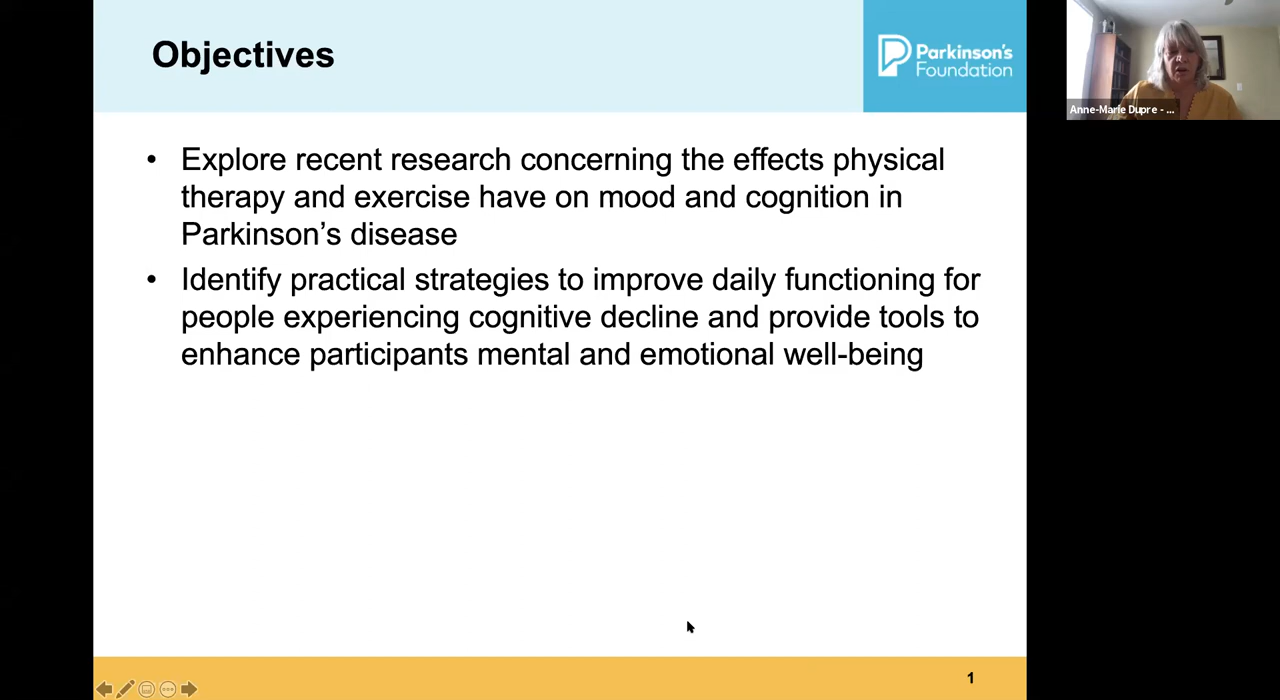 Objectives
Parkinson's
Foundation
Anne-Marie Dupre - ...
• Explore recent research concerning the effects physical
therapy and exercise have on mood and cognition in
Parkinson’s disease
• Identify practical strategies to improve daily functioning for
people experiencing cognitive decline and provide tools to
enhance participants mental and emotional well-being
1